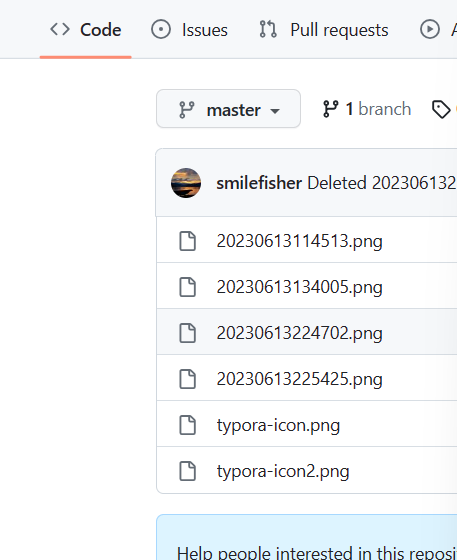 Code Issues Pull requests
master 1 branch
smilefisher Deleted 202306132
20230613114513.png
20230613134005.png
20230613224702.png
20230613225425.png
typora-icon.png
typora-icon2.png
Help people interested in this reposi